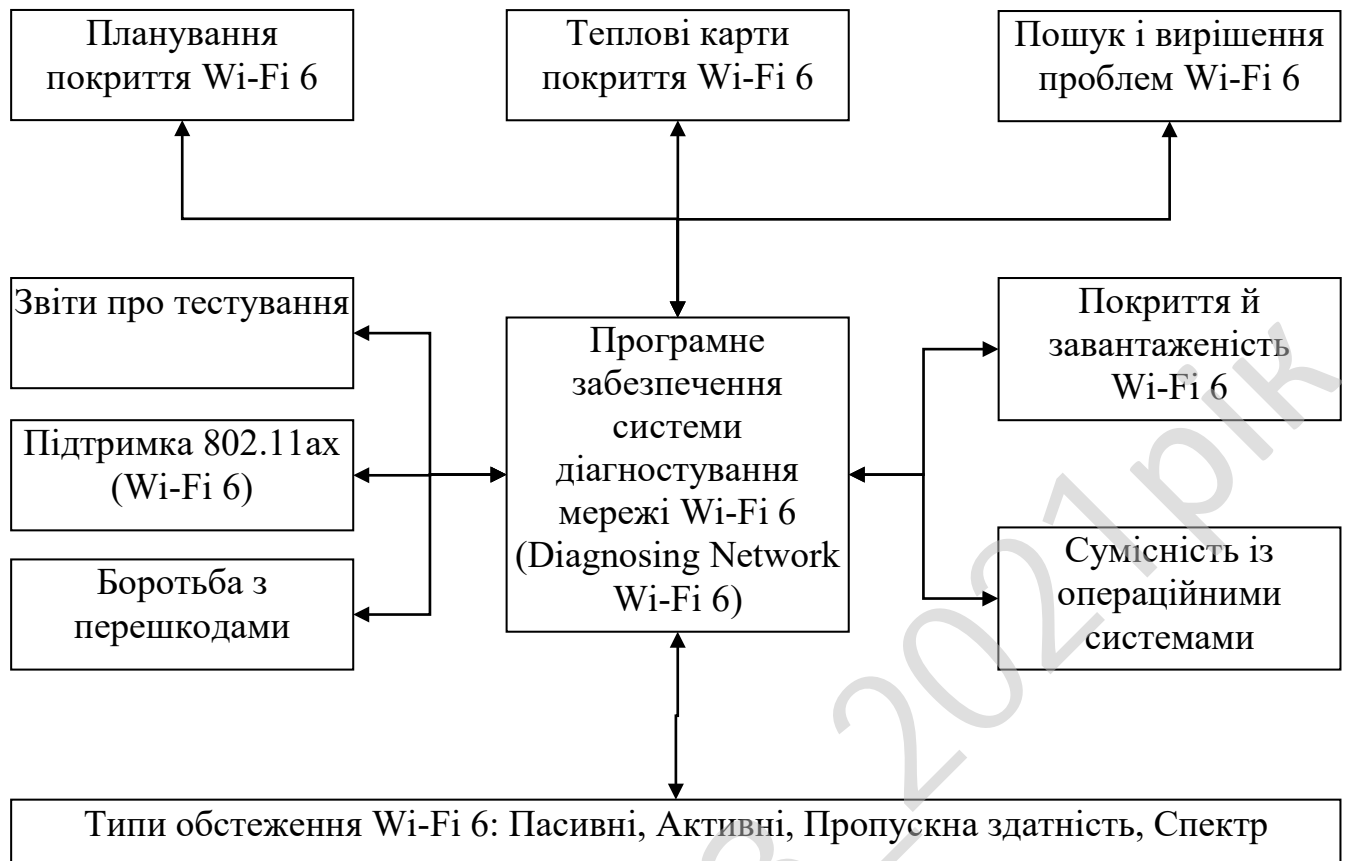 Планування
покриття Wi-Fi 6
Теплові карти
покриття Wi-Fi 6
Пошук і вирішення
проблем Wi-Fi 6
Звіти про тестування
Підтримка 802.11ax
(Wi-Fi 6)
Боротьба з
перешкодами
Програмне
забезпечення
системи
діагностування
мережі Wi-Fi 6
(Diagnosing Network
Wi-Fi 6)
Покриття й
завантаженість
Wi-Fi 6
Сумісність із
операційними
системами
Типи обстеження Wi-Fi 6: Пасивні, Активні, Пропускна здатність, Спектр
2021рік